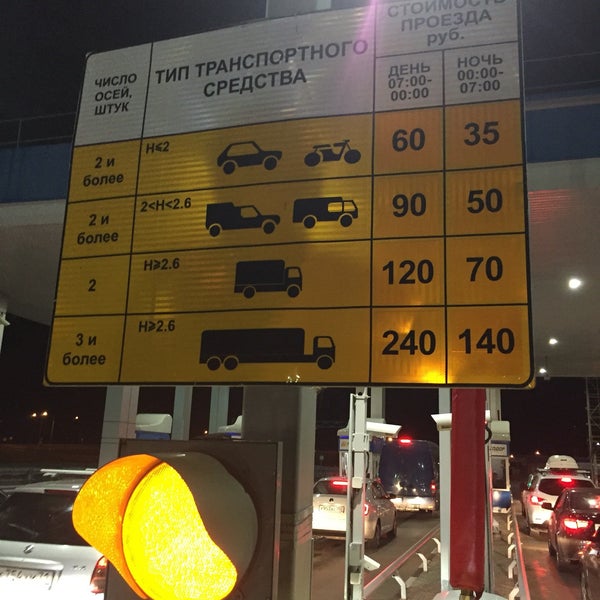 СТОИМОСТЬ
ПРОЕЗДА
руб.
ЧИСЛО
ОСЕЙ,
ШТУК
ТИП ТРАНСПОРТНОГО
СРЕДСТВА
ДЕНЬ
07:00-
00:00
НОЧЬ
00:00-
07:00
2 и
более
H⩽2
60
35
2 и
более
2<H<2.6
90
50
2
H⩾2.6
120
70
3 и
более
H⩾2.6
240
140